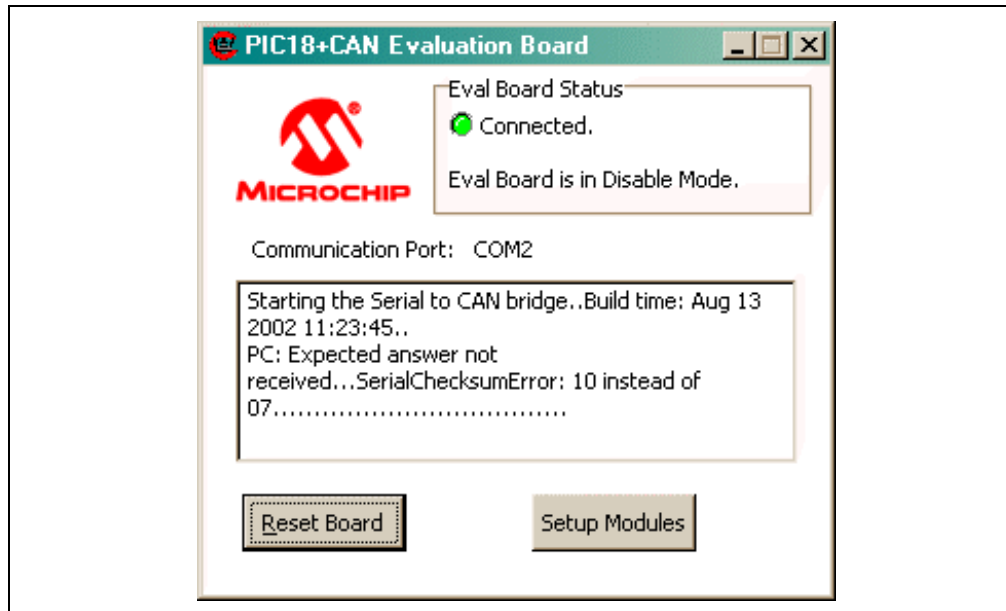 PIC18+CAN Evaluation Board
Eval Board Status
Connected.
MICROCHIP
Eval Board is in Disable Mode.
Communication Port: COM2
Starting the Serial to CAN bridge..Build time: Aug 13
2002 11:23:45..
PC: Expected answer not
received...SerialChecksumError: 10 instead of
07....................................
Reset Board
Setup Modules